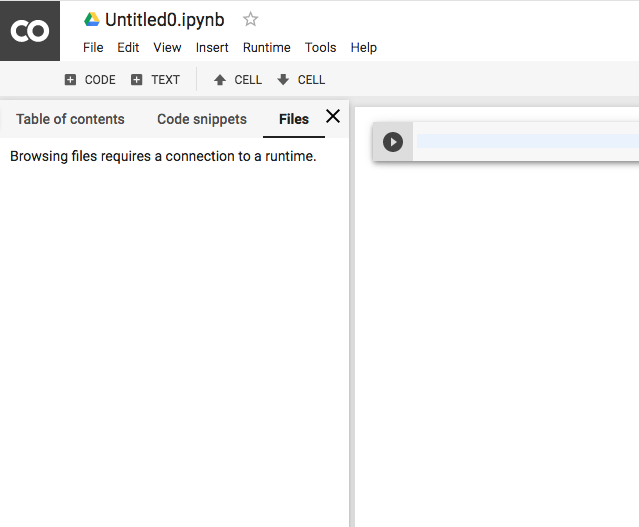 CO
Untitled0.ipynb
File Edit View Insert Runtime Tools Help
CODE TEXT CELL CELL
Table of contents Code snippets Files
Browsing files requires a connection to a runtime.